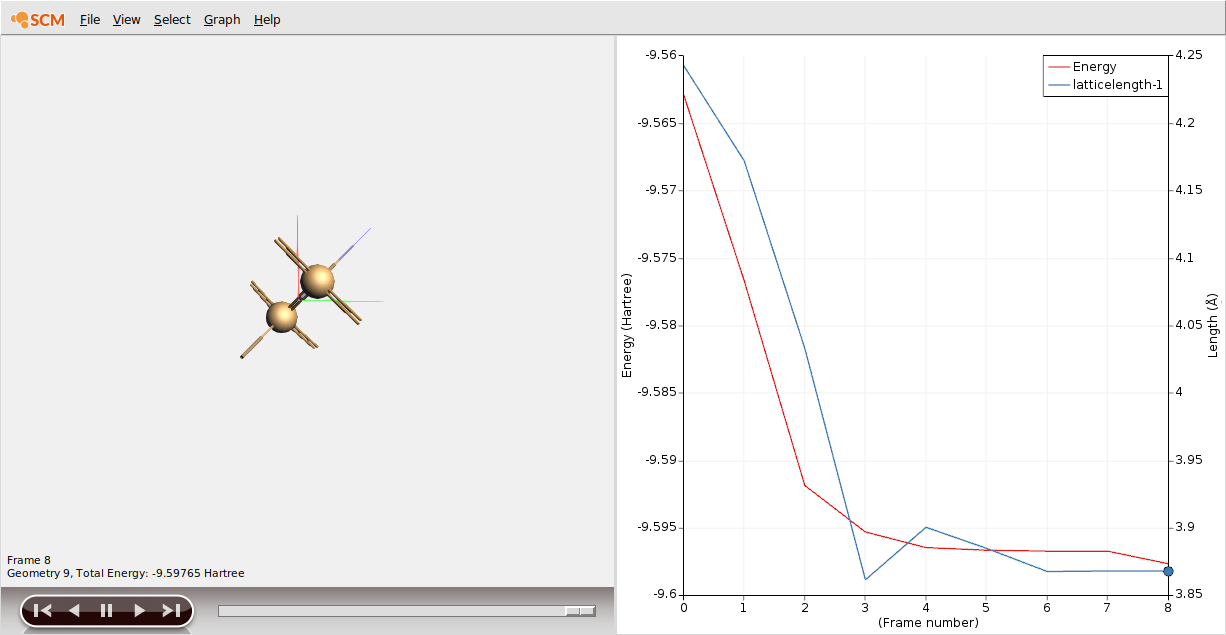 SCM File View Select Graph Help
Frame 8
Geometry 9, Total Energy: -9.59765 Hartree
Energy
latticelength-1
Energy (Hartree)
-9.56
-9.565
-9.57
-9.575
-9.58
-9.585
-9.59
-9.595
-9.6
4.25
4.2
4.15
4.1
4.05
4
3.95
3.9
3.85
Length (Å)
0 1 2 3 4 5 6 7 8
(Frame number)